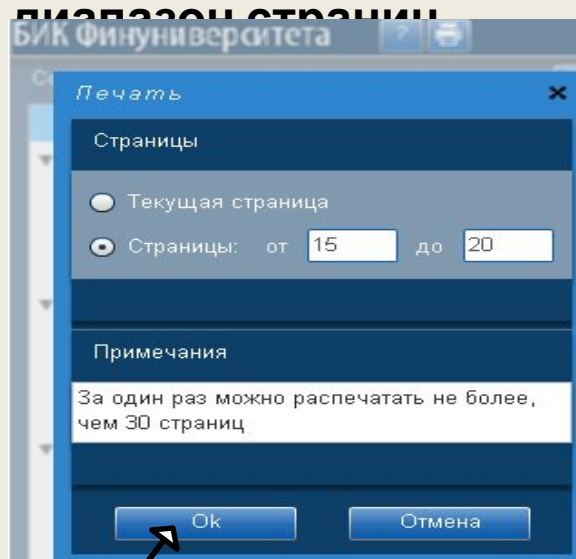 диапазон страниц
БИК Финуниверситета ?
Печать
Страницы
Текущая страница
Страницы: от 15 до 20
Примечания
За один раз можно распечатать не более,
чем 30 страниц
Ok Отмена